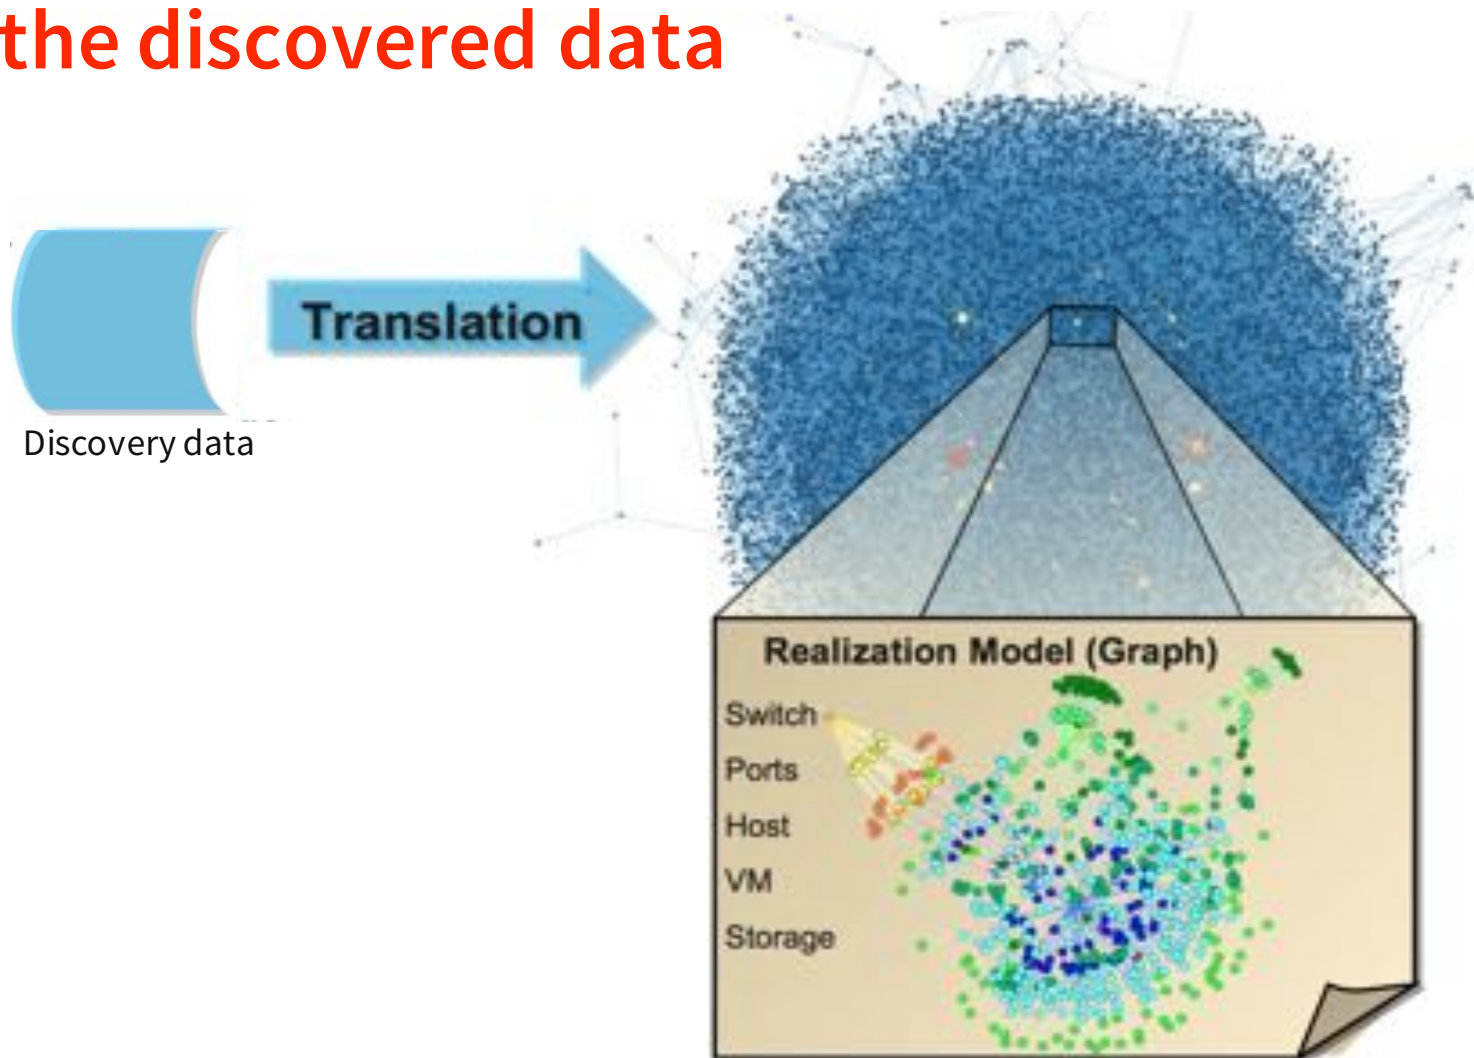 the discovered data
Translation
Discovery data
Realization Model (Graph)
Switch
Ports
Host
VM
Storage